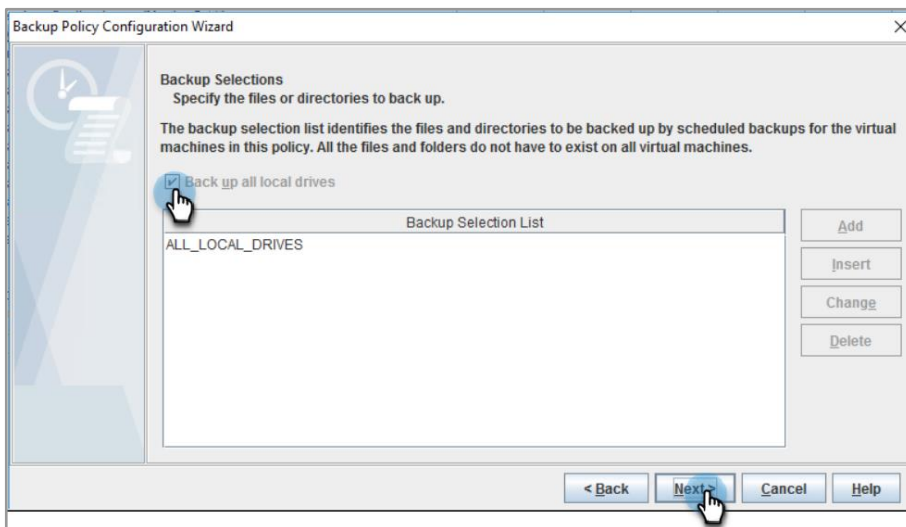 Backup Policy Configuration Wizard
Backup Selections
Specify the files or directories to back up.
The backup selection list identifies the files and directories to be backed up by scheduled backups for the virtual
machines in this policy. All the files and folders do not have to exist on all virtual machines.
Back up all local drives
Backup Selection List
ALL_LOCAL_DRIVES
Add
Insert
Change
Delete
< Back Next > Cancel Help